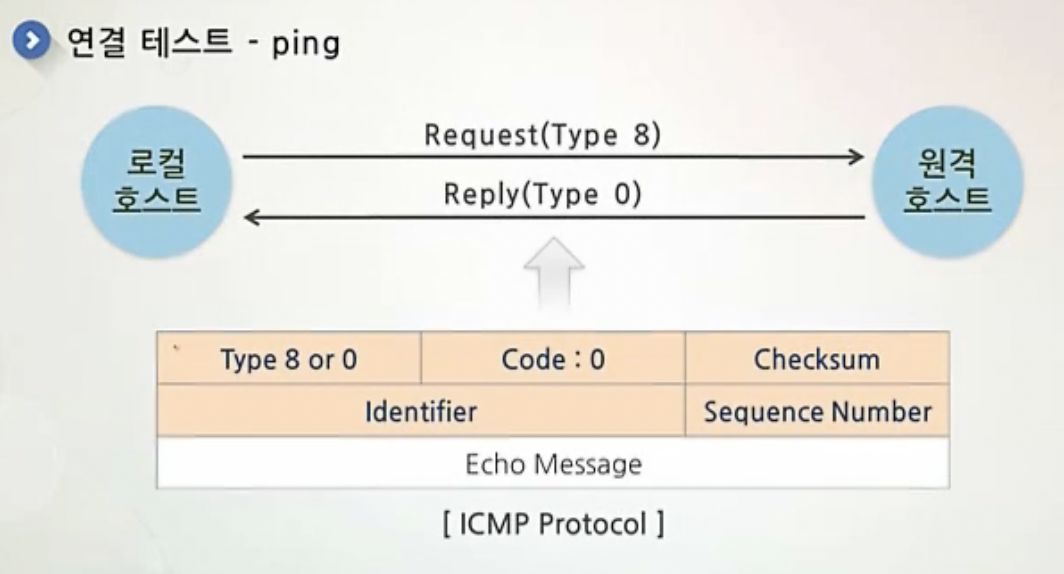 연결 테스트 - ping
Request(Type 8)
로컬
호스트
원격
호스트
Reply(Type 0)
Type 8 or 0
Code : 0
Checksum
Identifier
Sequence Number
Echo Message
[ ICMP Protocol ]